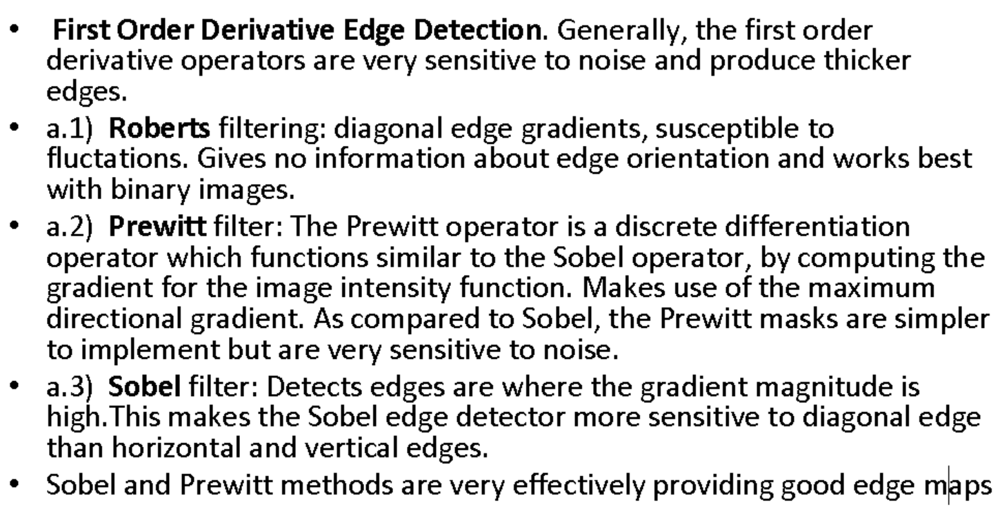 • First Order Derivative Edge Detection. Generally, the first order
derivative operators are very sensitive to noise and produce thicker
edges.
• a.1) Roberts filtering: diagonal edge gradients, susceptible to
fluctations. Gives no information about edge orientation and works best
with binary images.
• a.2) Prewitt filter: The Prewitt operator is a discrete differentiation
operator which functions similar to the Sobel operator, by computing the
gradient for the image intensity function. Makes use of the maximum
directional gradient. As compared to Sobel, the Prewitt masks are simpler
to implement but are very sensitive to noise.
• a.3) Sobel filter: Detects edges are where the gradient magnitude is
high.This makes the Sobel edge detector more sensitive to diagonal edge
than horizontal and vertical edges.
• Sobel and Prewitt methods are very effectively providing good edge maps